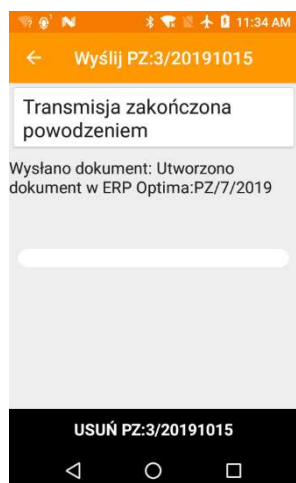 11:34 AM
Wyślij PZ:3/20191015
Transmisja zakończona
powodzeniem
Wysłano dokument: Utworzono
dokument w ERP Optima:PZ/7/2019
USUŃ PZ:3/20191015